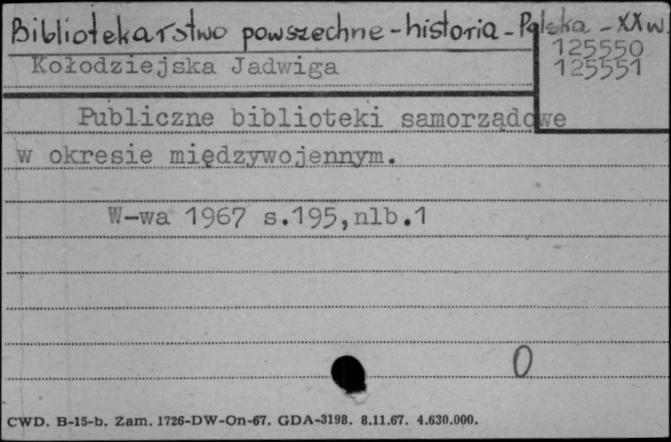 Bibliotekarstwo powszechne - historia - Polska - XX w.
125550
125551
Kołodziejska Jadwiga
Publiczne biblioteki samorządowe
w okresie międzywojennym.
W-wa 1967 s.195,nlb.1
0
CWD. B-15-b. Zam. 1726-DW-On-67. GDA-3198. 8.11.67. 4.630.000.